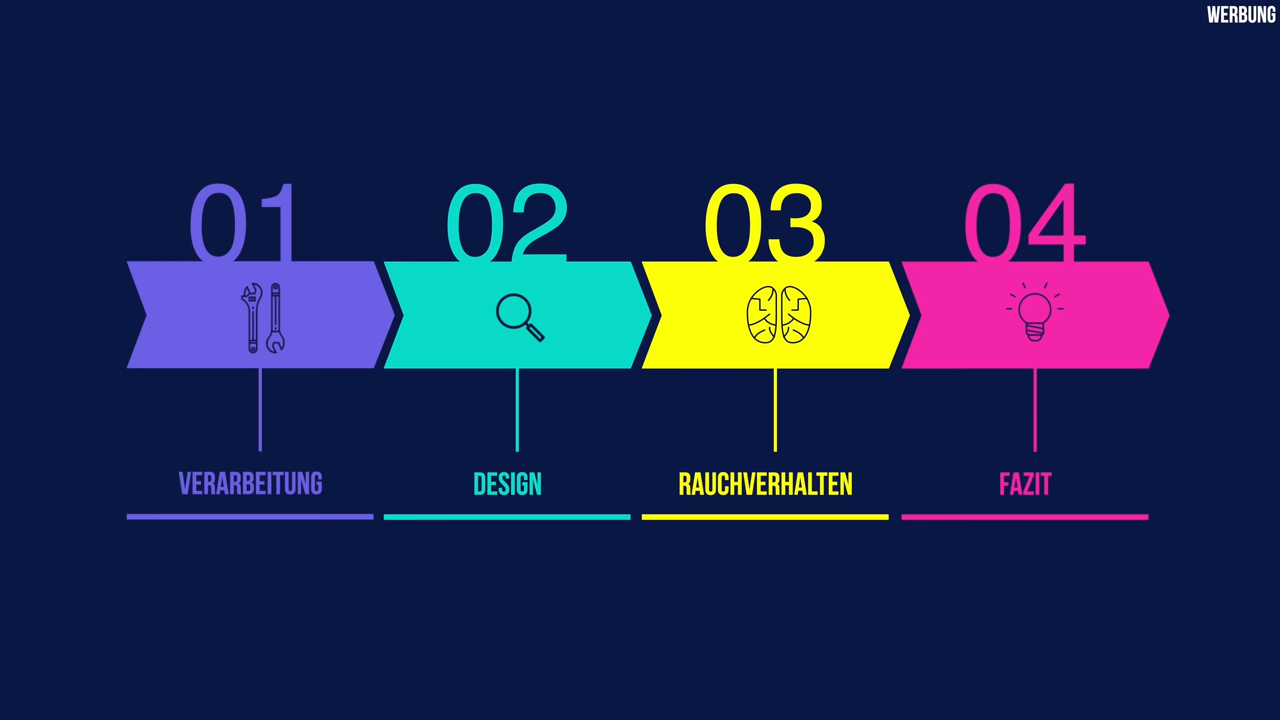 WERBUNG
01
02
03
04
VERARBEITUNG
DESIGN
RAUCHVERHALTEN
FAZIT